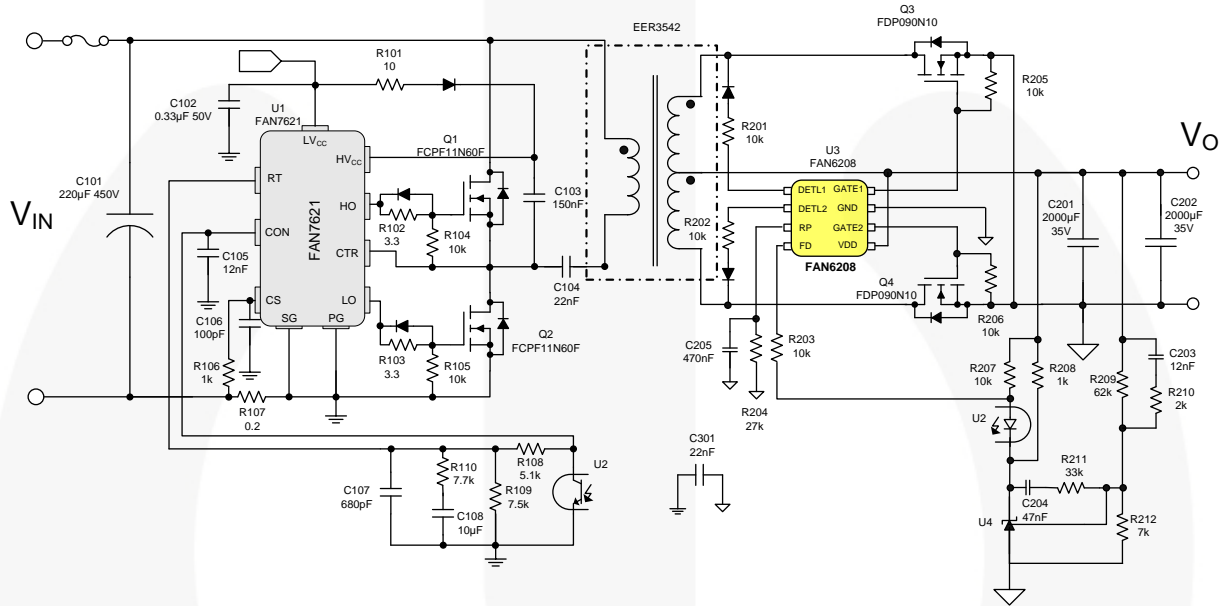 EER3542
Q3
FDP090N10
R101
10
C102
0.33µF 50V
U1
FAN7621
LVCC
HVCC
RT
HO
CON
CTR
CS
LO
SG
PG
FAN7621
Q1
FCPF11N60F
C101
220µF 450V
VIN
R102
3.3
R104
10k
C103
150nF
C104
22nF
C105
12nF
C106
100pF
R106
1k
R107
0.2
R103
3.3
R105
10k
Q2
FCPF11N60F
R201
10k
R202
10k
U3
FAN6208
DETL1
GATE1
DETL2
GND
RP
GATE2
FD
VDD
FAN6208
R205
10k
VO
C201
2000µF
35V
C202
2000µF
35V
Q4
FDP090N10
R206
10k
C205
470nF
R203
10k
R204
27k
R207
10k
R208
1k
R209
62k
C203
12nF
R210
2k
U2
R211
33k
C204
47nF
U4
R212
7k
C301
22nF
R108
5.1k
U2
R110
7.7k
R109
7.5k
C107
680pF
C108
10µF